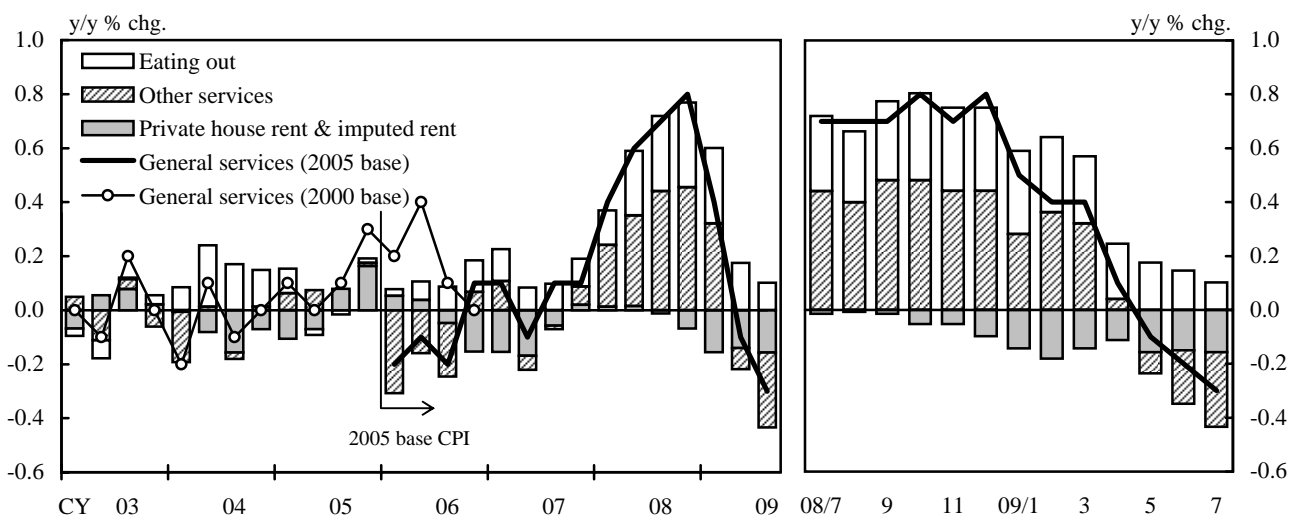 y/y % chg.
y/y % chg.
1.0
0.8
0.6
0.4
0.2
0.0
-0.2
-0.4
-0.6
Eating out
Other services
Private house rent & imputed rent
General services (2005 base)
General services (2000 base)
2005 base CPI
CY 03 04 05 06 07 08 09
1.0
0.8
0.6
0.4
0.2
0.0
-0.2
-0.4
-0.6
08/7 9 11 09/1 3 5 7